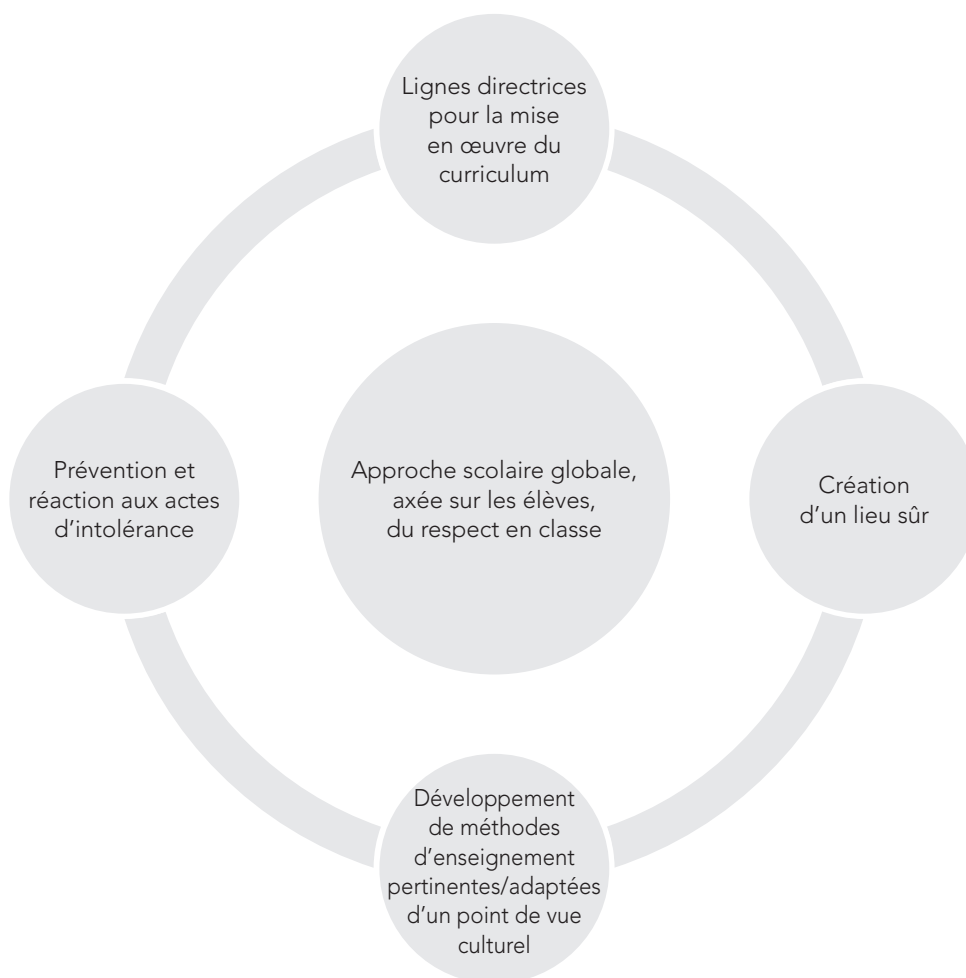 Lignes directrices
pour la mise
en œuvre du
curriculum
Prévention et
réaction aux actes
d’intolérance
Approche scolaire globale,
axée sur les élèves,
du respect en classe
Création
d’un lieu sûr
Développement
de méthodes
d’enseignement
pertinentes/adaptées
d’un point de vue
culturel